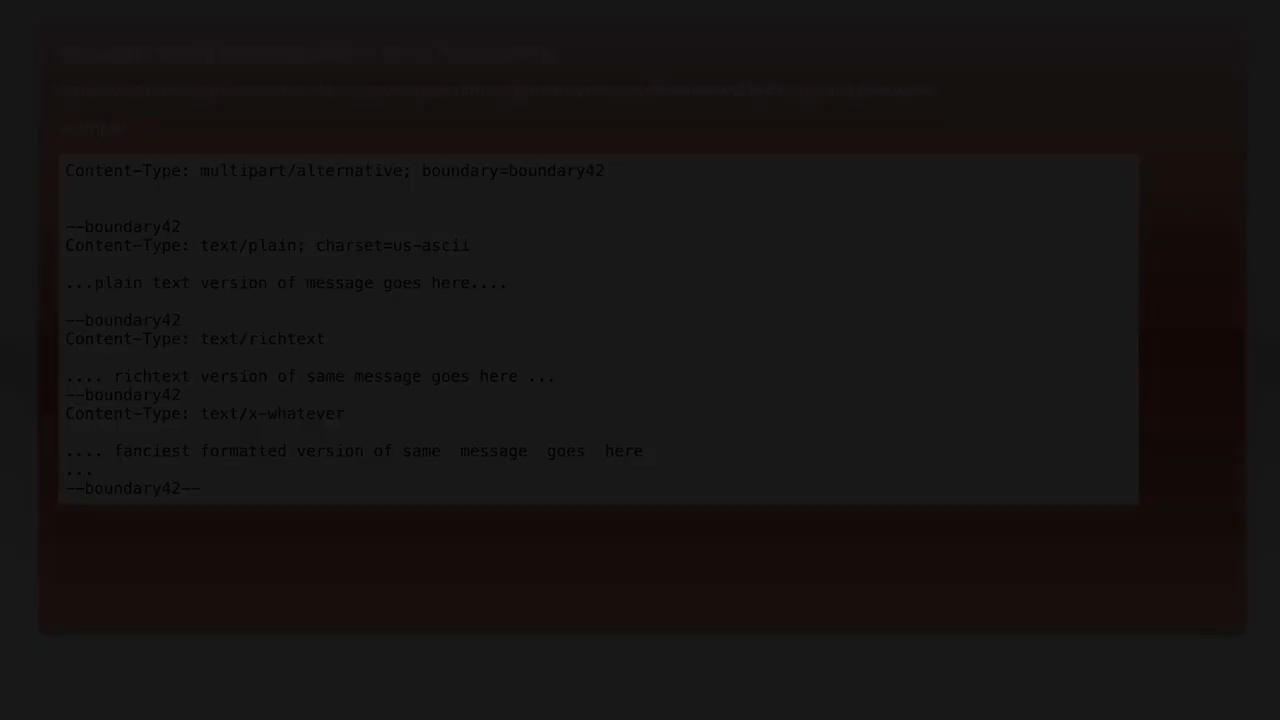 Content-Type: multipart/alternative; boundary=boundary42
--boundary42
Content-Type: text/plain; charset=us-ascii
...plain text version of message goes here....
--boundary42
Content-Type: text/richtext
.... richtext version of same message goes here ...
--boundary42
Content-Type: text/x-whatever
.... fanciest formatted version of same  message  goes  here
...
--boundary42--